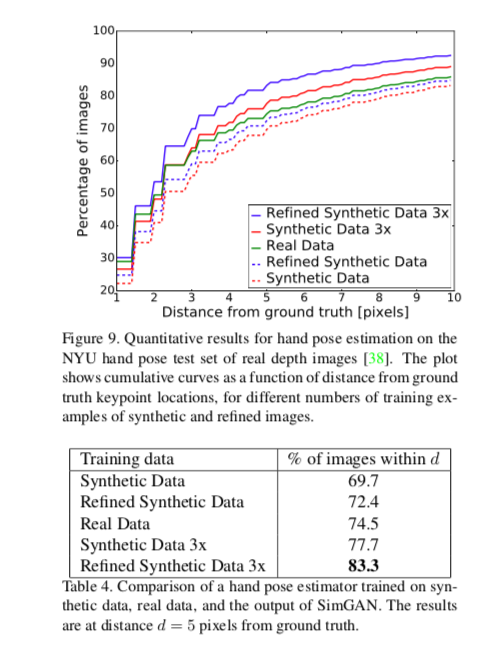 100
90
80
70
60
50
40
30
20
Percentage of images
Refined Synthetic Data 3x
Synthetic Data 3x
Real Data
Refined Synthetic Data
Synthetic Data
1 2 3 4 5 6 7 8 9 10
Distance from ground truth [pixels]
Figure 9. Quantitative results for hand pose estimation on the
NYU hand pose test set of real depth images [38]. The plot
shows cumulative curves as a function of distance from ground
truth keypoint locations, for different numbers of training ex-
amples of synthetic and refined images.
Training data % of images within d
Synthetic Data 69.7
Refined Synthetic Data 72.4
Real Data 74.5
Synthetic Data 3x 77.7
Refined Synthetic Data 3x 83.3
Table 4. Comparison of a hand pose estimator trained on syn-
thetic data, real data, and the output of SimGAN. The results
are at distance d = 5 pixels from ground truth.